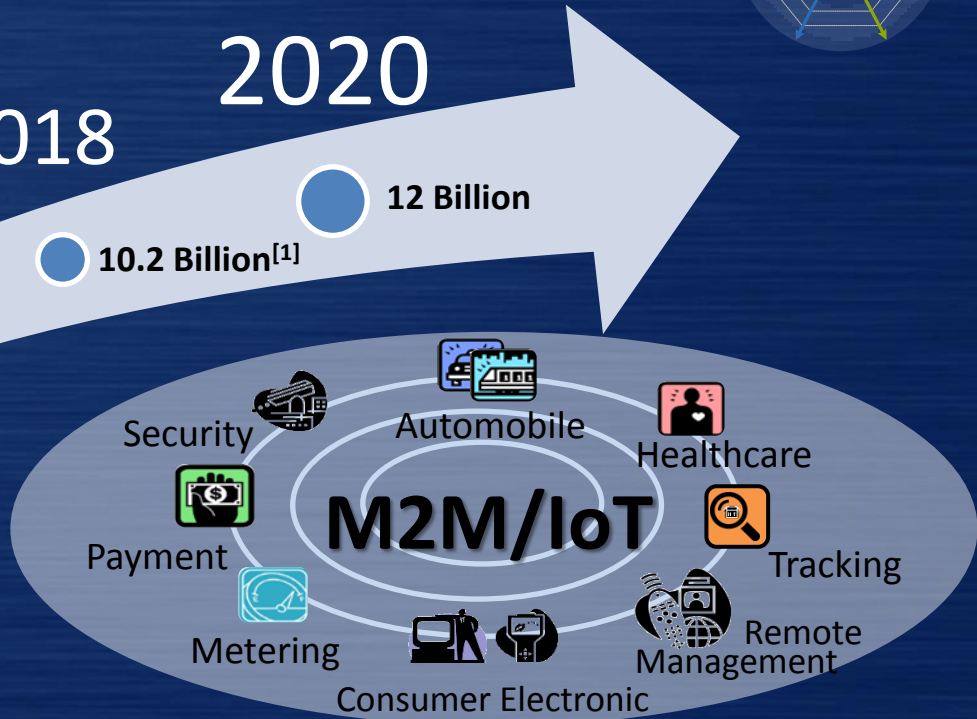 2020
018
12 Billion
10.2 Billion[1]
Automobile
Security
Healthcare
M2M/IoT
Payment
Tracking
Remote
Management
Metering
Consumer Electronic